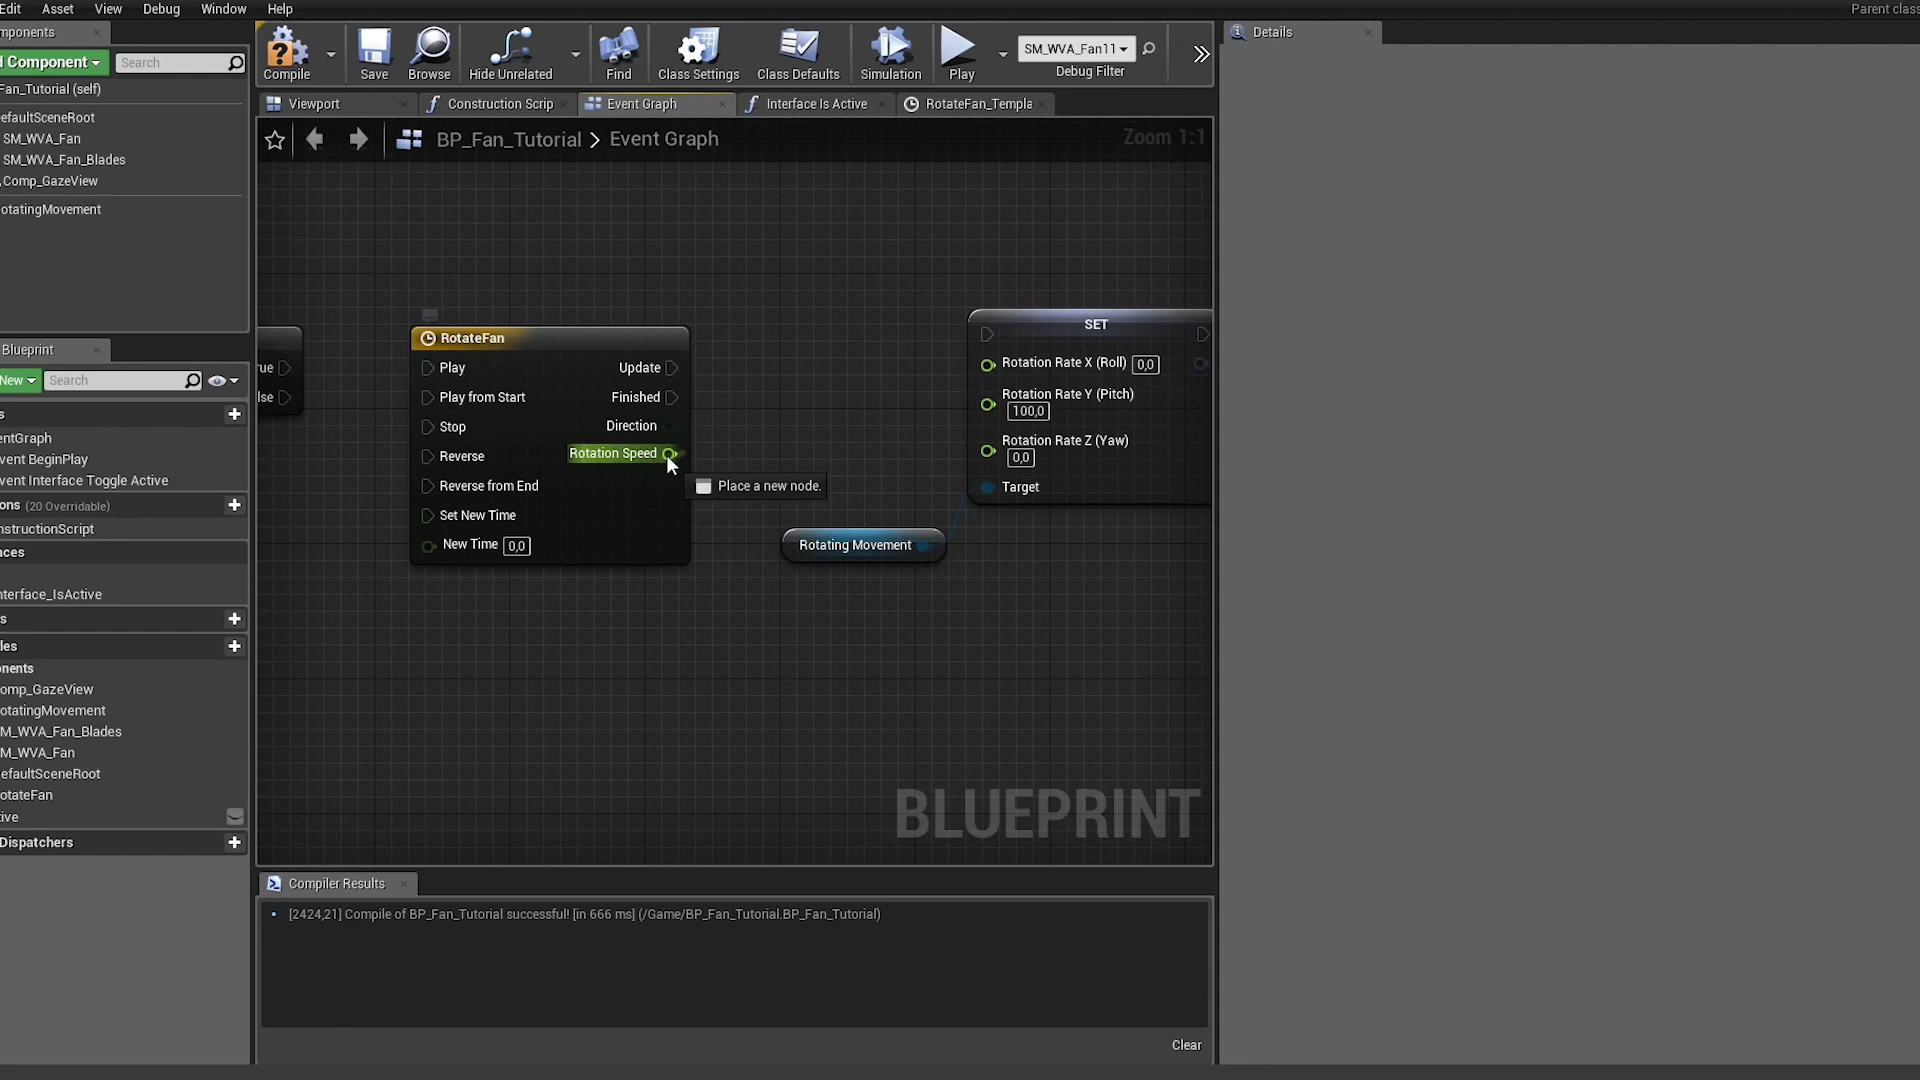 Edit Asset View Debug Window Help Parent class
mponents
d Component Search
Fan_Tutorial (self)
efaultSceneRoot
SM_WVA_Fan
SM_WVA_Fan_Blades
Comp_GazeView
otatingMovement
Compile Save Browse Hide Unrelated Find Class Settings Class Defaults Simulation Play
SM_WVA_Fan11
Debug Filter
Details
Viewport Construction Scrip Event Graph Interface Is Active RotateFan_Templa
BP_Fan_Tutorial > Event Graph
Zoom 1:1
Blueprint
New Search
s
entGraph
vent BeginPlay
vent Interface Toggle Active
ons (20 Overridable)
nstructionScript
aces
nterface_IsActive
s
les
onents
omp_GazeView
otatingMovement
M_WVA_Fan_Blades
M_WVA_Fan
efaultSceneRoot
otateFan
tive
Dispatchers
rue
lse
RotateFan
Play Update
Play from Start Finished
Stop Direction
Reverse Rotation Speed
Reverse from End
Set New Time
New Time 0,0
Place a new node.
Rotating Movement
SET
Rotation Rate X (Roll) 0,0
Rotation Rate Y (Pitch)
100,0
Rotation Rate Z (Yaw)
0,0
Target
BLUEPRINT
Compiler Results
[2424,21] Compile of BP_Fan_Tutorial successful! [in 666 ms] (/Game/BP_Fan_Tutorial.BP_Fan_Tutorial)
Clear